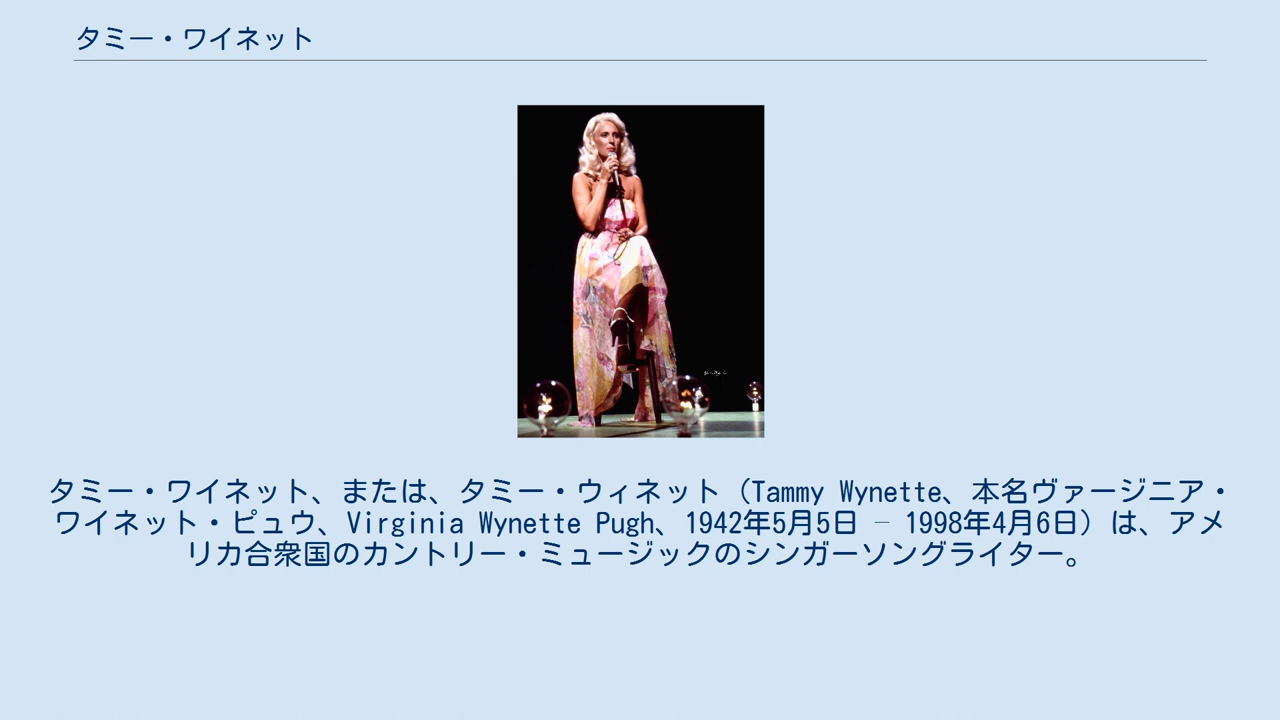 タミー・ワイネット
タミー・ワイネット、または、タミー・ウィネット（Tammy Wynette、本名ヴァージニア・
ワイネット・ピュウ、Virginia Wynette Pugh、1942年5月5日 – 1998年4月6日）は、アメ
リカ合衆国のカントリー・ミュージックのシンガーソングライター。